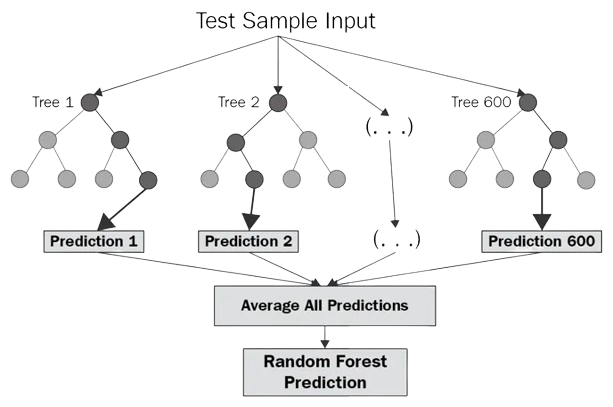 Test Sample Input
Tree 1
Tree 2
Tree 600
(. . .)
Prediction 1
Prediction 2
(. . .)
Prediction 600
Average All Predictions
Random Forest
Prediction